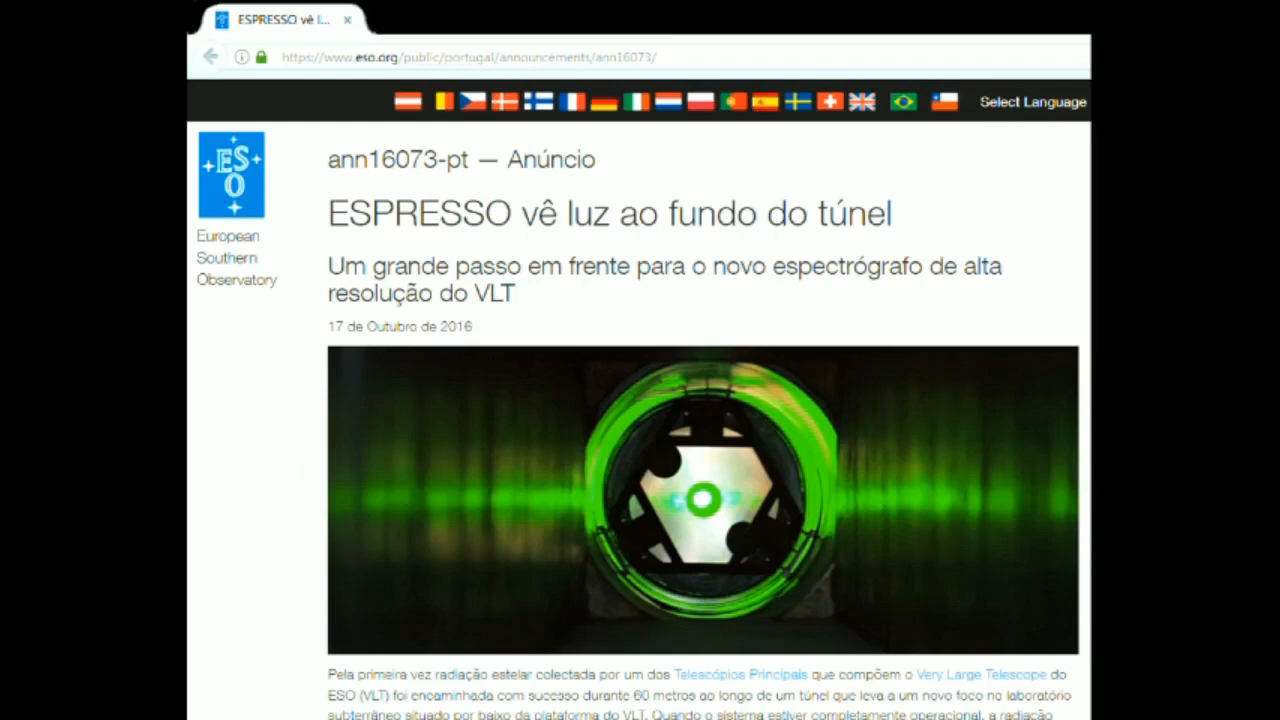 ESPRESSO vê l...
https://www.eso.org/public/portugal/announcements/ann16073/
Select Language
ESO
European
Southern
Observatory
ann16073-pt — Anúncio
ESPRESSO vê luz ao fundo do túnel
Um grande passo em frente para o novo espectrógrafo de alta
resolução do VLT
17 de Outubro de 2016
Pela primeira vez radiação estelar colectada por um dos Telescópios Principais que compõem o Very Large Telescope do
ESO (VLT) foi encaminhada com sucesso durante 60 metros ao longo de um túnel que leva a um novo foco no laboratório
subterrâneo situado por baixo da plataforma do VLT. Quando o sistema estiver completamente operacional, a radiação